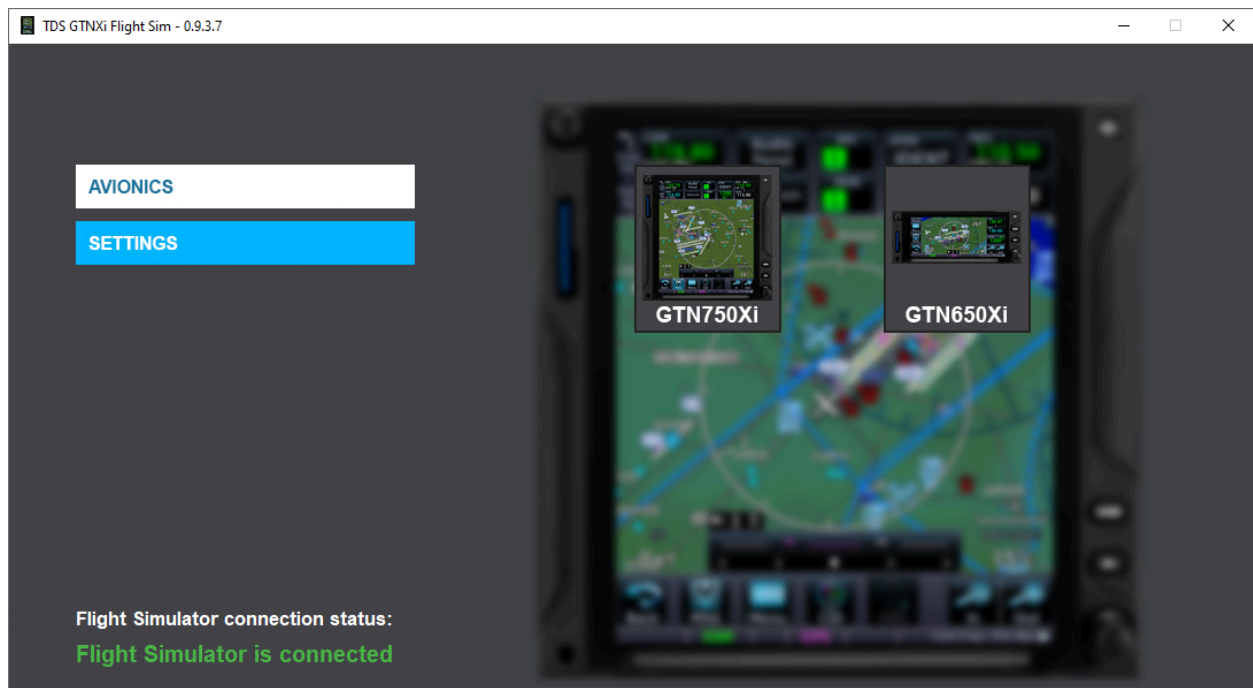 TDS GTNXi Flight Sim - 0.9.3.7
AVIONICS
SETTINGS
GTN750Xi
GTN650Xi
Flight Simulator connection status:
Flight Simulator is connected